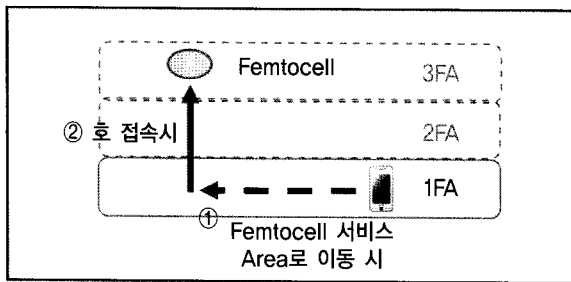 Femtocell
3FA
② 호 접속시
2FA
1FA
①
Femtocell 서비스
Area로 이동 시